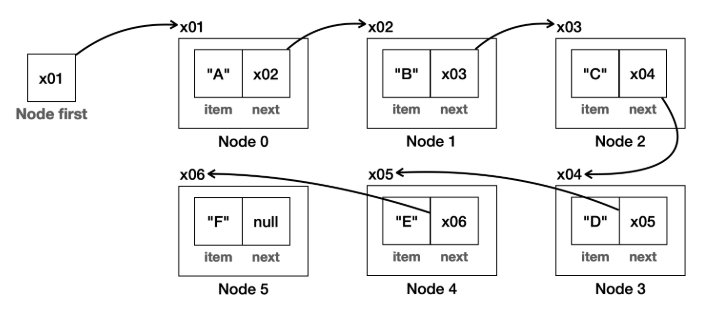 x01 x02 x03
x01 "A" x02 "B" x03 "C" x04
item next item next item next
Node first
Node 0 Node 1 Node 2
x06 x05 x04
"F" null "E" x06 "D" x05
item next item next item next
Node 5 Node 4 Node 3